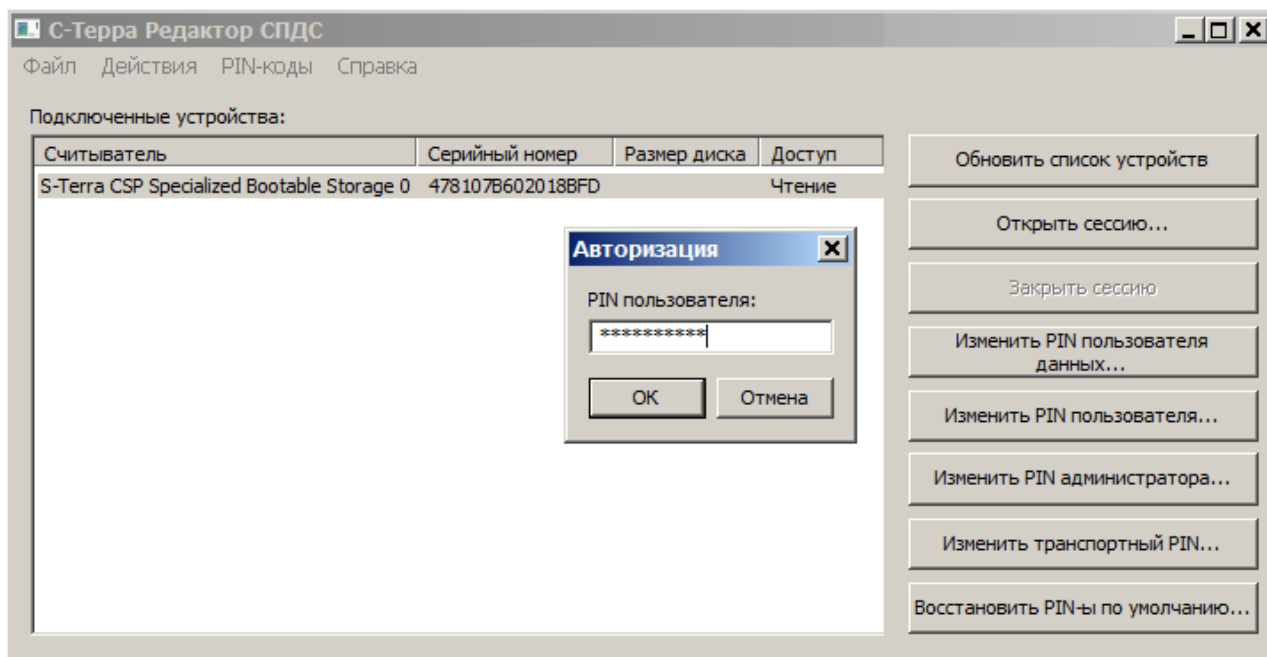 С-Терра Редактор СПДС
Файл Действия PIN-коды Справка
Подключенные устройства:
Считыватель Серийный номер Размер диска Доступ
S-Terra CSP Specialized Bootable Storage 0 478107B602018BFD Чтение
Авторизация
PIN пользователя:
**********
OK Отмена
Обновить список устройств
Открыть сессию...
Закрыть сессию
Изменить PIN пользователя
данных...
Изменить PIN пользователя...
Изменить PIN администратора...
Изменить транспортный PIN...
Восстановить PIN-ы по умолчанию...